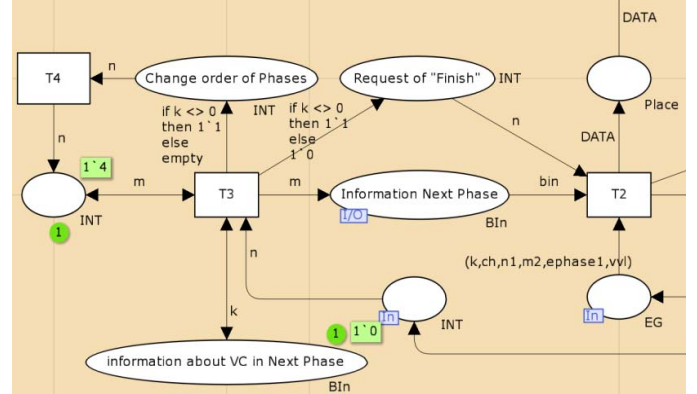 DATA
T4
n
Change order of Phases
INT
Request of "Finish"
INT
Place
if k <> 0
then 1`1
else
empty
if k <> 0
then 1`1
else
1`0
n
n
DATA
1`4
m
T3
m
Information Next Phase
bin
T2
I/O
INT
1
BIn
n
(k,ch,n1,m2,ephase1,vvl)
k
In
INT
In
EG
1
1`0
information about VC in Next Phase
BIn